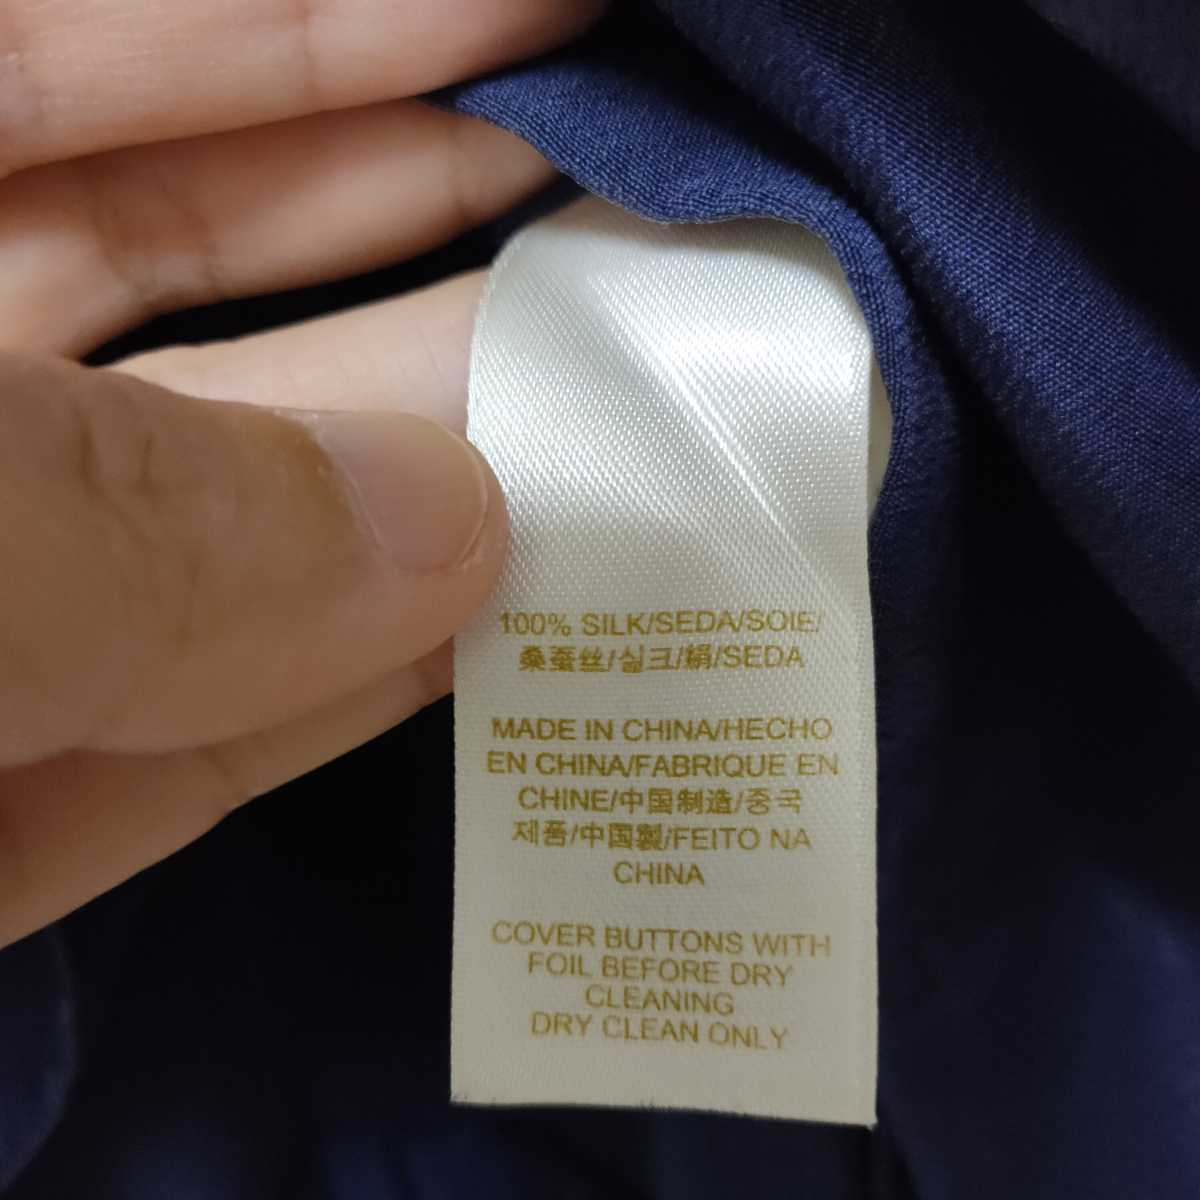 100% SILK/SEDA/SOIE/
桑蚕丝/실크/絹/SEDA
MADE IN CHINA/HECHO
EN CHINA/FABRIQUE EN
CHINE/中国制造/중국
제품/中国製/FEITO NA
CHINA
COVER BUTTONS WITH
FOIL BEFORE DRY
CLEANING
DRY CLEAN ONLY